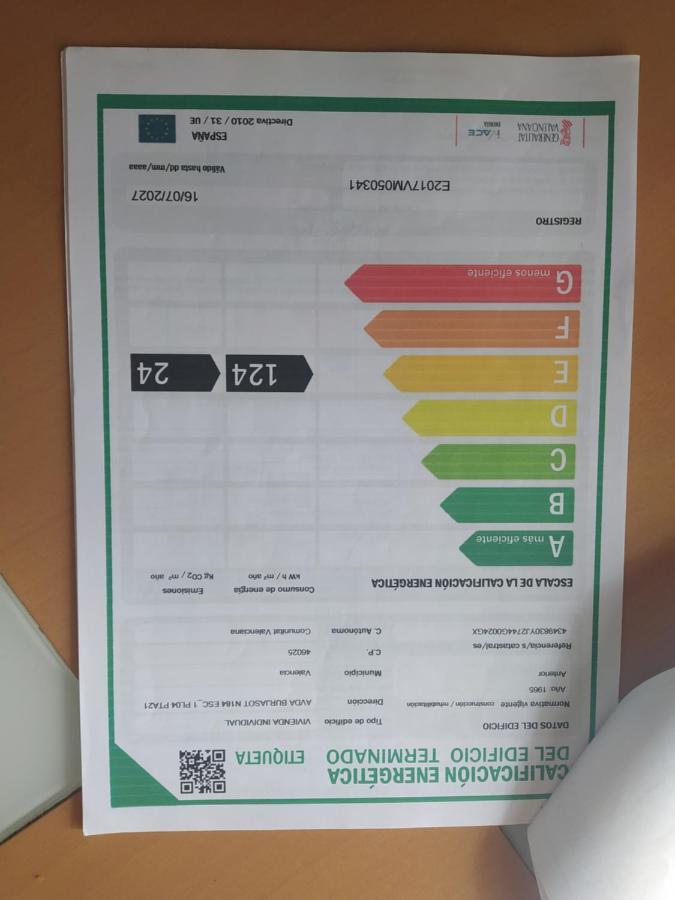 CALIFICACIÓN ENERGÉTICA
DEL EDIFICIO TERMINADO
ETIQUETA
DATOS DEL EDIFICIO
Normativa vigente construcción / rehabilitación
Año. 1965
Anterior
Referencia/s catastral/es
4349830YJ2744G0024GX
Tipo de edificio VIVIENDA INDIVIDUAL
Dirección AVDA BURJASOT N184 ESC_1 PL04 PTA21
Municipio Valencia
C.P. 46025
C. Autónoma Comunitat Valenciana
ESCALA DE LA CALIFICACIÓN ENERGÉTICA
Consumo de energía
kW h / m² año
Emisiones
Kg CO2 / m² año
A más eficiente
B
C
D
E 124 24
F
G menos eficiente
REGISTRO
E2017VM050341
16/07/2027
Válido hasta dd/mm/aaaa
GENERALITAT
VALENCIANA
IVACE
ENERGÍA
ESPAÑA
Directiva 2010 / 31 / UE